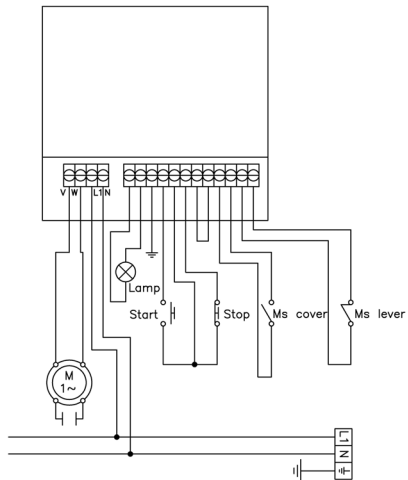 V W L1 N
Lamp
Start
Stop
Ms cover
Ms lever
M
1~
L1
N